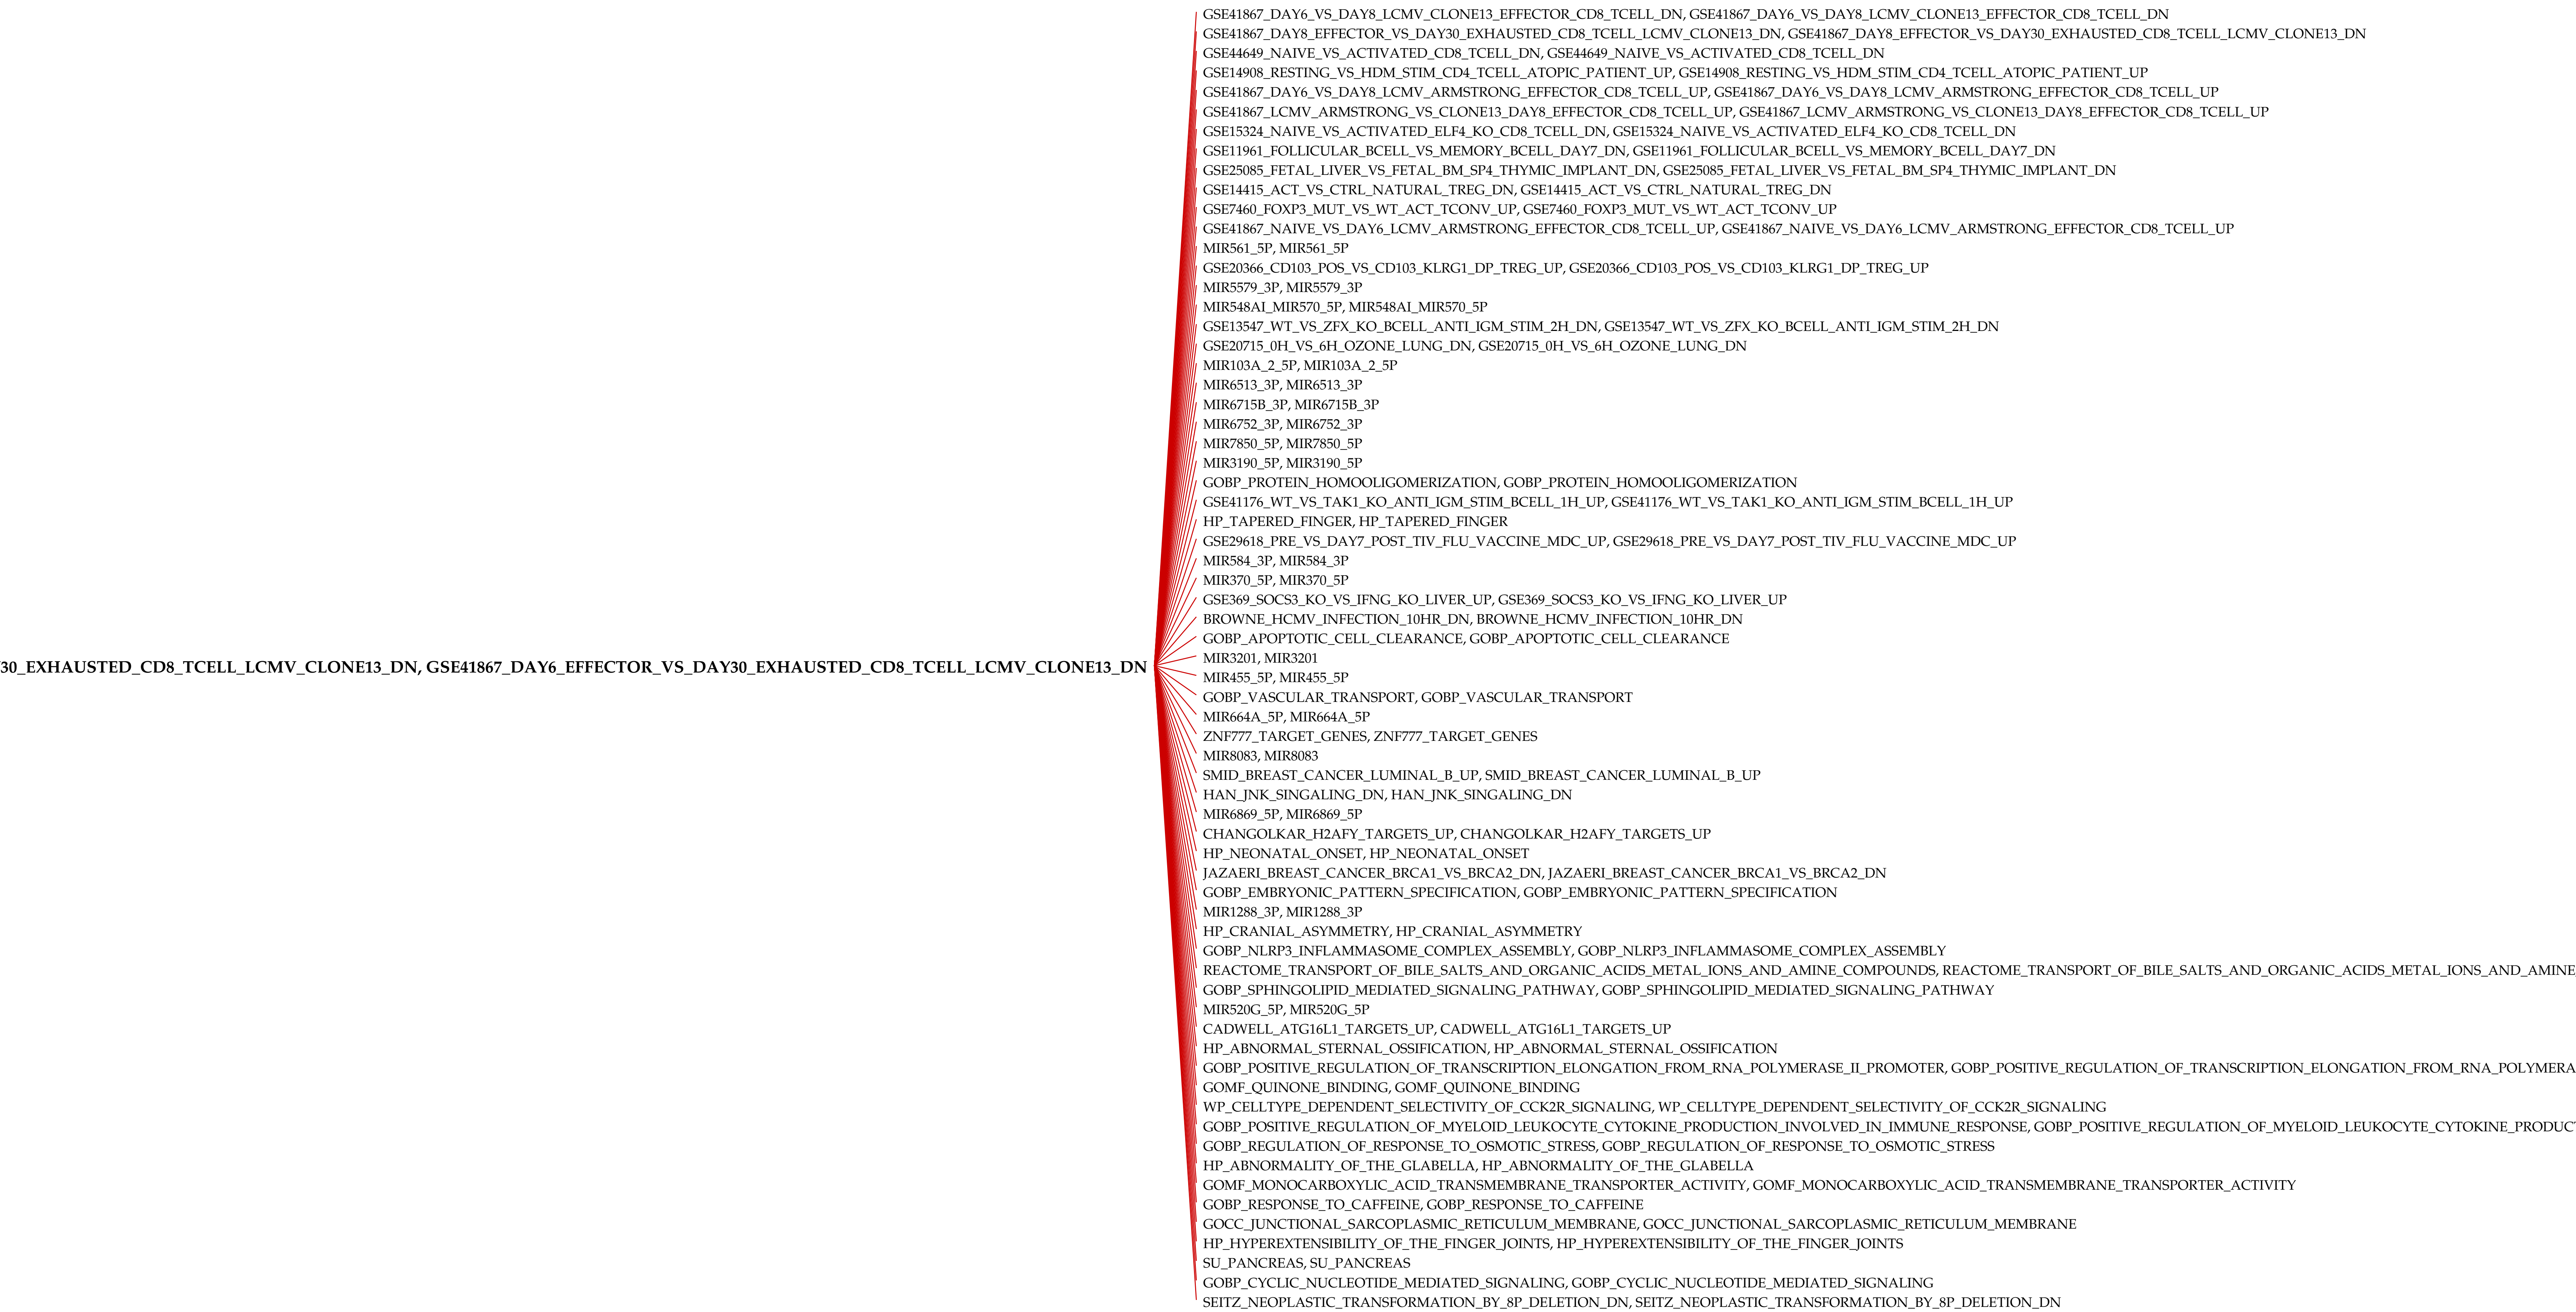 GSE41867_DAY6_VS_DAY8_LCMV_CLONE13_EFFECTOR_CD8_TCELL_DN, GSE41867_DAY6_VS_DAY8_LCMV_CLONE13_EFFECTOR_CD8_TCELL_DN
GSE41867_DAY8_EFFECTOR_VS_DAY30_EXHAUSTED_CD8_TCELL_LCMV_CLONE13_DN, GSE41867_DAY8_EFFECTOR_VS_DAY30_EXHAUSTED_CD8_TCELL_LCMV_CLONE13_DN
GSE44649_NAIVE_VS_ACTIVATED_CD8_TCELL_DN, GSE44649_NAIVE_VS_ACTIVATED_CD8_TCELL_DN
GSE14908_RESTING_VS_HDM_STIM_CD4_TCELL_ATOPIC_PATIENT_UP, GSE14908_RESTING_VS_HDM_STIM_CD4_TCELL_ATOPIC_PATIENT_UP
GSE41867_DAY6_VS_DAY8_LCMV_ARMSTRONG_EFFECTOR_CD8_TCELL_UP, GSE41867_DAY6_VS_DAY8_LCMV_ARMSTRONG_EFFECTOR_CD8_TCELL_UP
GSE41867_LCMV_ARMSTRONG_VS_CLONE13_DAY8_EFFECTOR_CD8_TCELL_UP, GSE41867_LCMV_ARMSTRONG_VS_CLONE13_DAY8_EFFECTOR_CD8_TCELL_UP
GSE15324_NAIVE_VS_ACTIVATED_ELF4_KO_CD8_TCELL_DN, GSE15324_NAIVE_VS_ACTIVATED_ELF4_KO_CD8_TCELL_DN
GSE11961_FOLLICULAR_BCELL_VS_MEMORY_BCELL_DAY7_DN, GSE11961_FOLLICULAR_BCELL_VS_MEMORY_BCELL_DAY7_DN
GSE25085_FETAL_LIVER_VS_FETAL_BM_SP4_THYMIC_IMPLANT_DN, GSE25085_FETAL_LIVER_VS_FETAL_BM_SP4_THYMIC_IMPLANT_DN
GSE14415_ACT_VS_CTRL_NATURAL_TREG_DN, GSE14415_ACT_VS_CTRL_NATURAL_TREG_DN
GSE7460_FOXP3_MUT_VS_WT_ACT_TCONV_UP, GSE7460_FOXP3_MUT_VS_WT_ACT_TCONV_UP
GSE41867_NAIVE_VS_DAY6_LCMV_ARMSTRONG_EFFECTOR_CD8_TCELL_UP, GSE41867_NAIVE_VS_DAY6_LCMV_ARMSTRONG_EFFECTOR_CD8_TCELL_UP
MIR561_5P, MIR561_5P
GSE20366_CD103_POS_VS_CD103_KLRG1_DP_TREG_UP, GSE20366_CD103_POS_VS_CD103_KLRG1_DP_TREG_UP
MIR5579_3P, MIR5579_3P
MIR548AI_MIR570_5P, MIR548AI_MIR570_5P
GSE13547_WT_VS_ZFX_KO_BCELL_ANTI_IGM_STIM_2H_DN, GSE13547_WT_VS_ZFX_KO_BCELL_ANTI_IGM_STIM_2H_DN
GSE20715_0H_VS_6H_OZONE_LUNG_DN, GSE20715_0H_VS_6H_OZONE_LUNG_DN
MIR103A_2_5P, MIR103A_2_5P
MIR6513_3P, MIR6513_3P
MIR6715B_3P, MIR6715B_3P
MIR6752_3P, MIR6752_3P
MIR7850_5P, MIR7850_5P
MIR3190_5P, MIR3190_5P
GOBP_PROTEIN_HOMOOLIGOMERIZATION, GOBP_PROTEIN_HOMOOLIGOMERIZATION
GSE41176_WT_VS_TAK1_KO_ANTI_IGM_STIM_BCELL_1H_UP, GSE41176_WT_VS_TAK1_KO_ANTI_IGM_STIM_BCELL_1H_UP
HP_TAPERED_FINGER, HP_TAPERED_FINGER
GSE29618_PRE_VS_DAY7_POST_TIV_FLU_VACCINE_MDC_UP, GSE29618_PRE_VS_DAY7_POST_TIV_FLU_VACCINE_MDC_UP
MIR584_3P, MIR584_3P
MIR370_5P, MIR370_5P
GSE369_SOCS3_KO_VS_IFNG_KO_LIVER_UP, GSE369_SOCS3_KO_VS_IFNG_KO_LIVER_UP
BROWNE_HCMV_INFECTION_10HR_DN, BROWNE_HCMV_INFECTION_10HR_DN
GOBP_APOPTOTIC_CELL_CLEARANCE, GOBP_APOPTOTIC_CELL_CLEARANCE
MIR3201, MIR3201
30_EXHAUSTED_CD8_TCELL_LCMV_CLONE13_DN, GSE41867_DAY6_EFFECTOR_VS_DAY30_EXHAUSTED_CD8_TCELL_LCMV_CLONE13_DN
MIR455_5P, MIR455_5P
GOBP_VASCULAR_TRANSPORT, GOBP_VASCULAR_TRANSPORT
MIR664A_5P, MIR664A_5P
ZNF777_TARGET_GENES, ZNF777_TARGET_GENES
MIR8083, MIR8083
SMID_BREAST_CANCER_LUMINAL_B_UP, SMID_BREAST_CANCER_LUMINAL_B_UP
HAN_JNK_SINGALING_DN, HAN_JNK_SINGALING_DN
MIR6869_5P, MIR6869_5P
CHANGOLKAR_H2AFY_TARGETS_UP, CHANGOLKAR_H2AFY_TARGETS_UP
HP_NEONATAL_ONSET, HP_NEONATAL_ONSET
JAZAERI_BREAST_CANCER_BRCA1_VS_BRCA2_DN, JAZAERI_BREAST_CANCER_BRCA1_VS_BRCA2_DN
GOBP_EMBRYONIC_PATTERN_SPECIFICATION, GOBP_EMBRYONIC_PATTERN_SPECIFICATION
MIR1288_3P, MIR1288_3P
HP_CRANIAL_ASYMMETRY, HP_CRANIAL_ASYMMETRY
GOBP_NLRP3_INFLAMMASOME_COMPLEX_ASSEMBLY, GOBP_NLRP3_INFLAMMASOME_COMPLEX_ASSEMBLY
REACTOME_TRANSPORT_OF_BILE_SALTS_AND_ORGANIC_ACIDS_METAL_IONS_AND_AMINE_COMPOUNDS, REACTOME_TRANSPORT_OF_BILE_SALTS_AND_ORGANIC_ACIDS_METAL_IONS_AND_AMINE
GOBP_SPHINGOLIPID_MEDIATED_SIGNALING_PATHWAY, GOBP_SPHINGOLIPID_MEDIATED_SIGNALING_PATHWAY
MIR520G_5P, MIR520G_5P
CADWELL_ATG16L1_TARGETS_UP, CADWELL_ATG16L1_TARGETS_UP
HP_ABNORMAL_STERNAL_OSSIFICATION, HP_ABNORMAL_STERNAL_OSSIFICATION
GOBP_POSITIVE_REGULATION_OF_TRANSCRIPTION_ELONGATION_FROM_RNA_POLYMERASE_II_PROMOTER, GOBP_POSITIVE_REGULATION_OF_TRANSCRIPTION_ELONGATION_FROM_RNA_POLYMERA
GOMF_QUINONE_BINDING, GOMF_QUINONE_BINDING
WP_CELLTYPE_DEPENDENT_SELECTIVITY_OF_CCK2R_SIGNALING, WP_CELLTYPE_DEPENDENT_SELECTIVITY_OF_CCK2R_SIGNALING
GOBP_POSITIVE_REGULATION_OF_MYELOID_LEUKOCYTE_CYTOKINE_PRODUCTION_INVOLVED_IN_IMMUNE_RESPONSE, GOBP_POSITIVE_REGULATION_OF_MYELOID_LEUKOCYTE_CYTOKINE_PRODUC
GOBP_REGULATION_OF_RESPONSE_TO_OSMOTIC_STRESS, GOBP_REGULATION_OF_RESPONSE_TO_OSMOTIC_STRESS
HP_ABNORMALITY_OF_THE_GLABELLA, HP_ABNORMALITY_OF_THE_GLABELLA
GOMF_MONOCARBOXYLIC_ACID_TRANSMEMBRANE_TRANSPORTER_ACTIVITY, GOMF_MONOCARBOXYLIC_ACID_TRANSMEMBRANE_TRANSPORTER_ACTIVITY
GOBP_RESPONSE_TO_CAFFEINE, GOBP_RESPONSE_TO_CAFFEINE
GOCC_JUNCTIONAL_SARCOPLASMIC_RETICULUM_MEMBRANE, GOCC_JUNCTIONAL_SARCOPLASMIC_RETICULUM_MEMBRANE
HP_HYPEREXTENSIBILITY_OF_THE_FINGER_JOINTS, HP_HYPEREXTENSIBILITY_OF_THE_FINGER_JOINTS
SU_PANCREAS, SU_PANCREAS
GOBP_CYCLIC_NUCLEOTIDE_MEDIATED_SIGNALING, GOBP_CYCLIC_NUCLEOTIDE_MEDIATED_SIGNALING
SEITZ_NEOPLASTIC_TRANSFORMATION_BY_8P_DELETION_DN, SEITZ_NEOPLASTIC_TRANSFORMATION_BY_8P_DELETION_DN